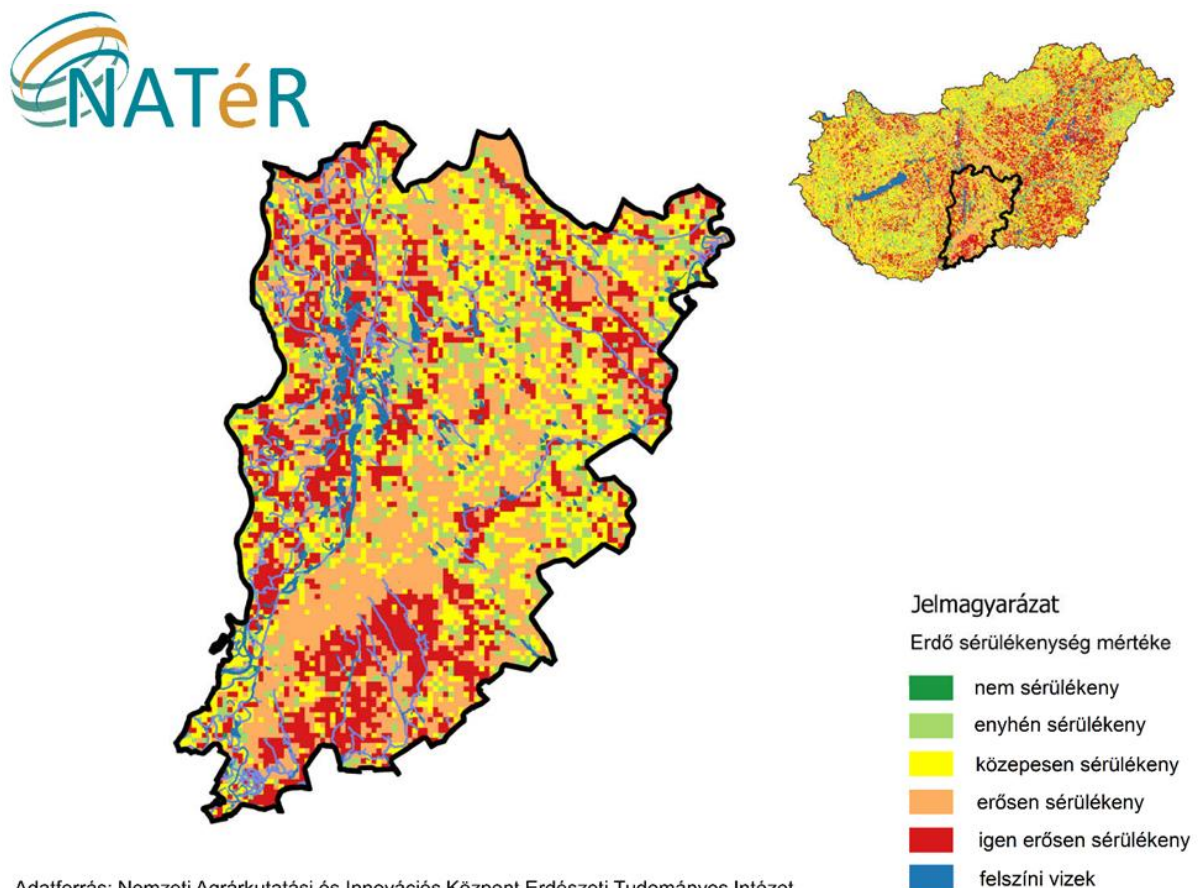 NATéR
Jelmagyarázat
Erdő sérülékenység mértéke
nem sérülékeny
enyhén sérülékeny
közepesen sérülékeny
erősen sérülékeny
igen erősen sérülékeny
felszíni vizek
Adatforrás: Nemzeti Agrárkutatási és Innovációs Központ Erdészeti Tudományos Intézet